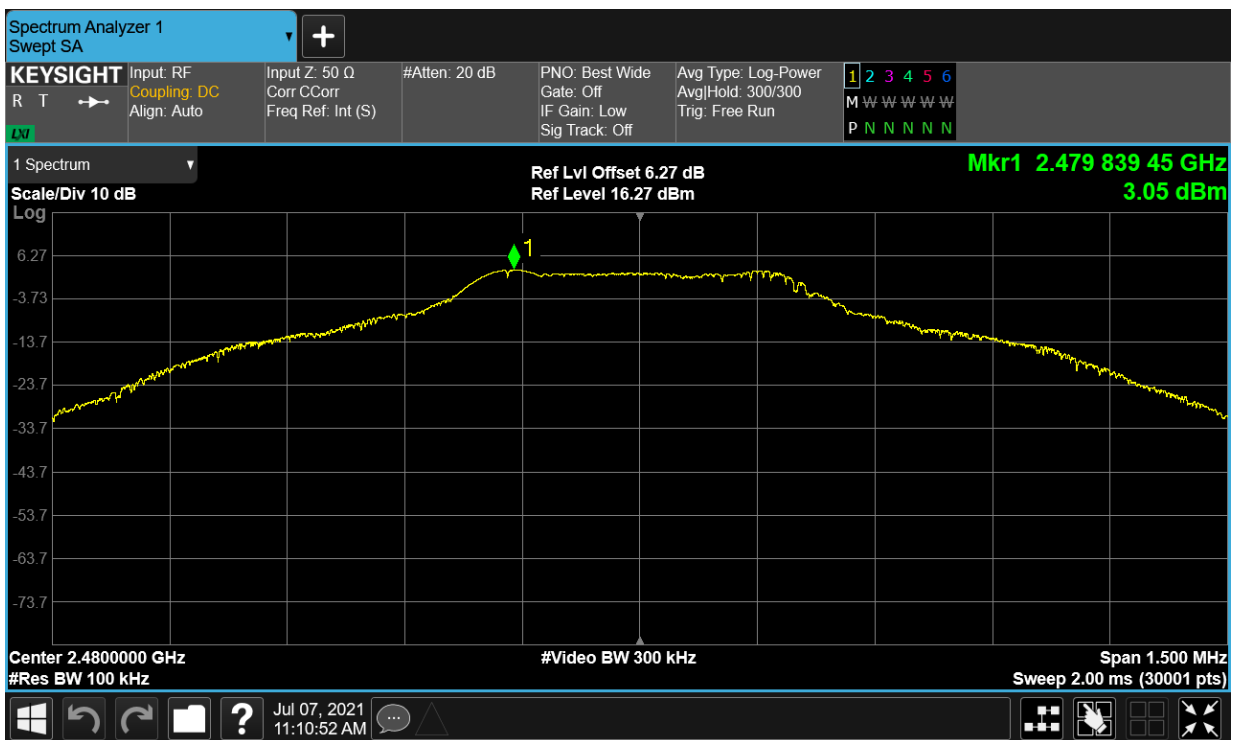 Spectrum Analyzer 1
Swept SA
+
KEYSIGHT
R T
LXI
Input: RF
Coupling: DC
Align: Auto
Input Z: 50 Ω
Corr CCorr
Freq Ref: Int (S)
#Atten: 20 dB
PNO: Best Wide
Gate: Off
IF Gain: Low
Sig Track: Off
Avg Type: Log-Power
Avg|Hold: 300/300
Trig: Free Run
1 2 3 4 5 6
M W W W W W
P N N N N N
1 Spectrum
Scale/Div 10 dB
Log
Ref Lvl Offset 6.27 dB
Ref Level 16.27 dBm
Mkr1 2.479 839 45 GHz
3.05 dBm
1
6.27
-3.73
-13.7
-23.7
-33.7
-43.7
-53.7
-63.7
-73.7
Center 2.4800000 GHz
#Res BW 100 kHz
#Video BW 300 kHz
Span 1.500 MHz
Sweep 2.00 ms (30001 pts)
?
Jul 07, 2021
11:10:52 AM